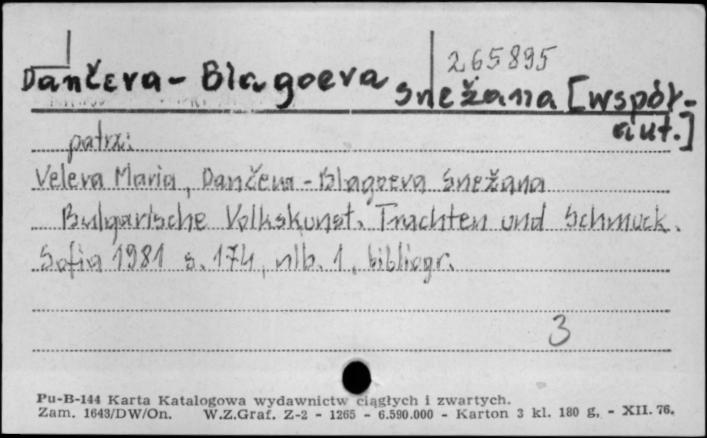 265895
Dančeva - Blagoeva Snežana [współ-
aut.]
patrz:
Veleva Maria, Dančeva - Blagoeva Snežana
Bulgarische Volkskunst. Trachten und Schmuck.
Sofia 1981 s. 174, nlb. 1, bibliogr.
3
Pu-B-144 Karta Katalogowa wydawnictw ciągłych i zwartych.
Zam. 1643/DW/On. W.Z.Graf. Z-2 - 1265 - 6.590.000 - Karton 3 kl. 180 g. - XII. 76.